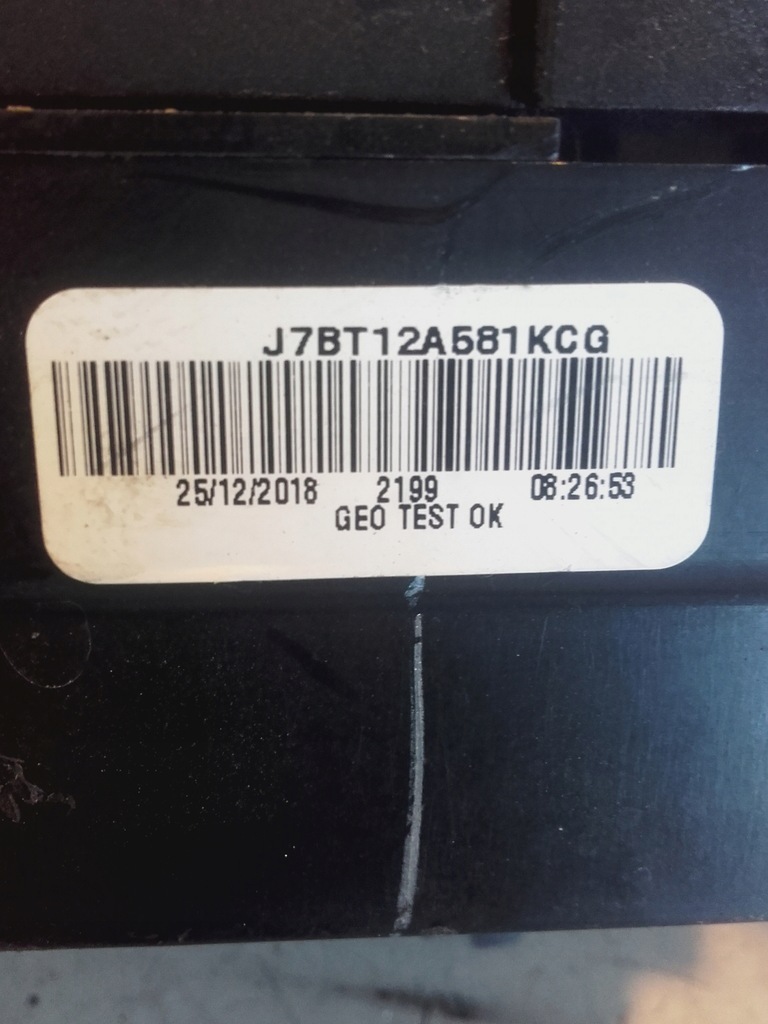 J7BT12A581KCG
25/12/2018 2199 08:26:53
GEO TEST OK